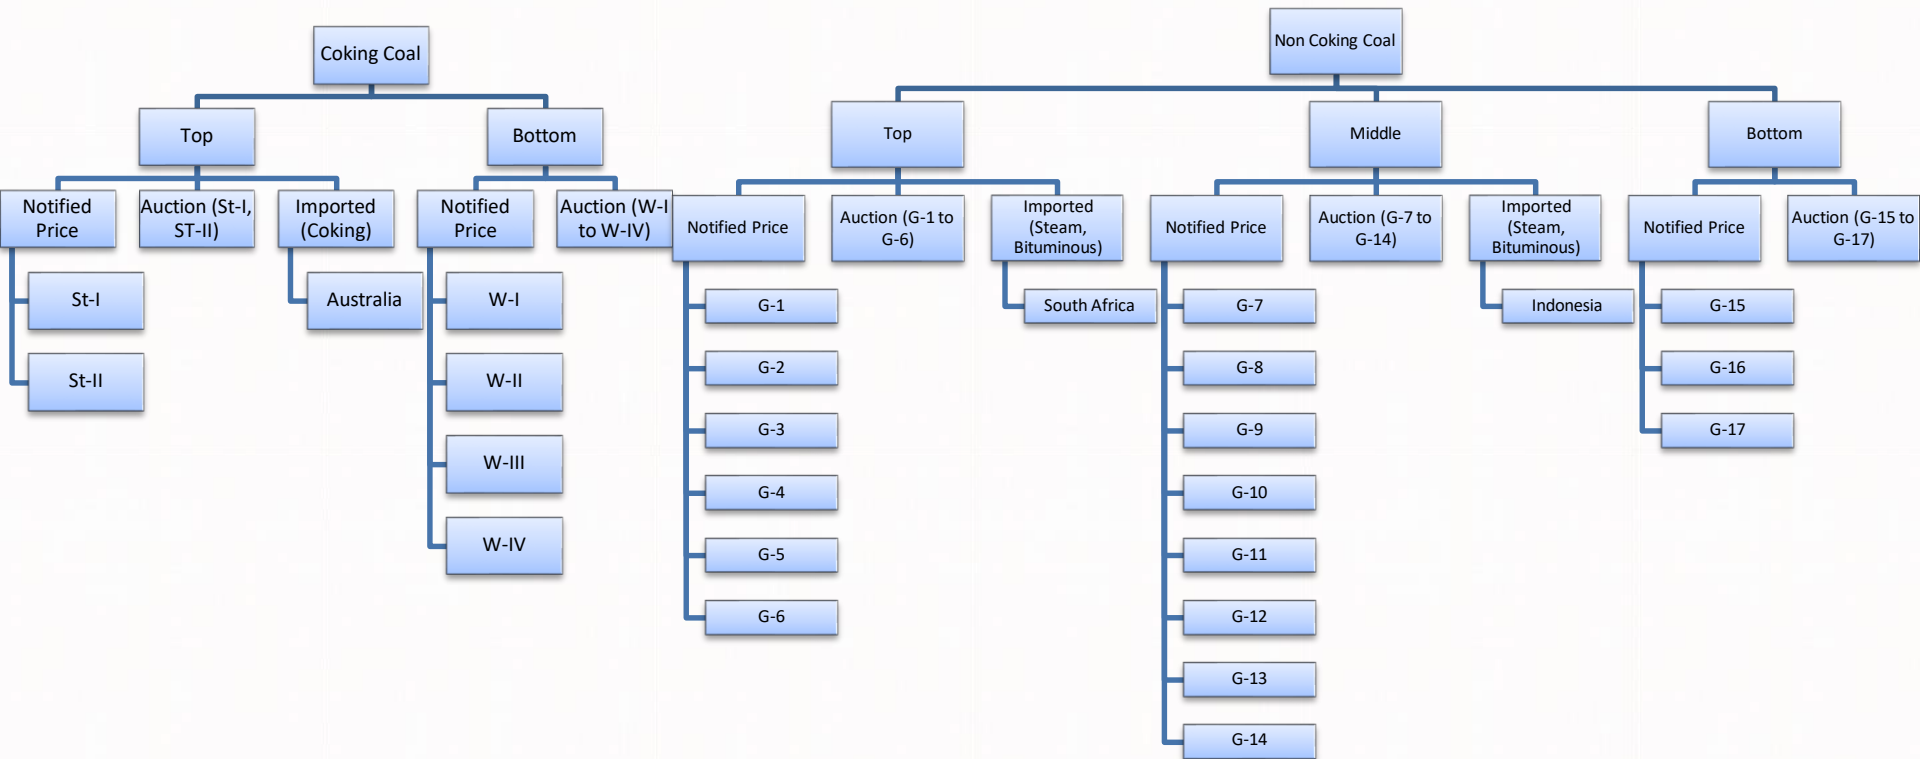 Coking Coal
Top
Bottom
Notified
Price
Auction (St-I,
ST-II)
Imported
(Coking)
Notified
Price
Auction (W-I
to W-IV)
St-I
St-II
Australia
W-I
W-II
W-III
W-IV
Non Coking Coal
Top
Middle
Bottom
Notified Price
Auction (G-1 to
G-6)
Imported
(Steam,
Bituminous)
Notified Price
Auction (G-7 to
G-14)
Imported
(Steam,
Bituminous)
Notified Price
Auction (G-15 to
G-17)
G-1
G-2
G-3
G-4
G-5
G-6
South Africa
G-7
G-8
G-9
G-10
G-11
G-12
G-13
G-14
Indonesia
G-15
G-16
G-17